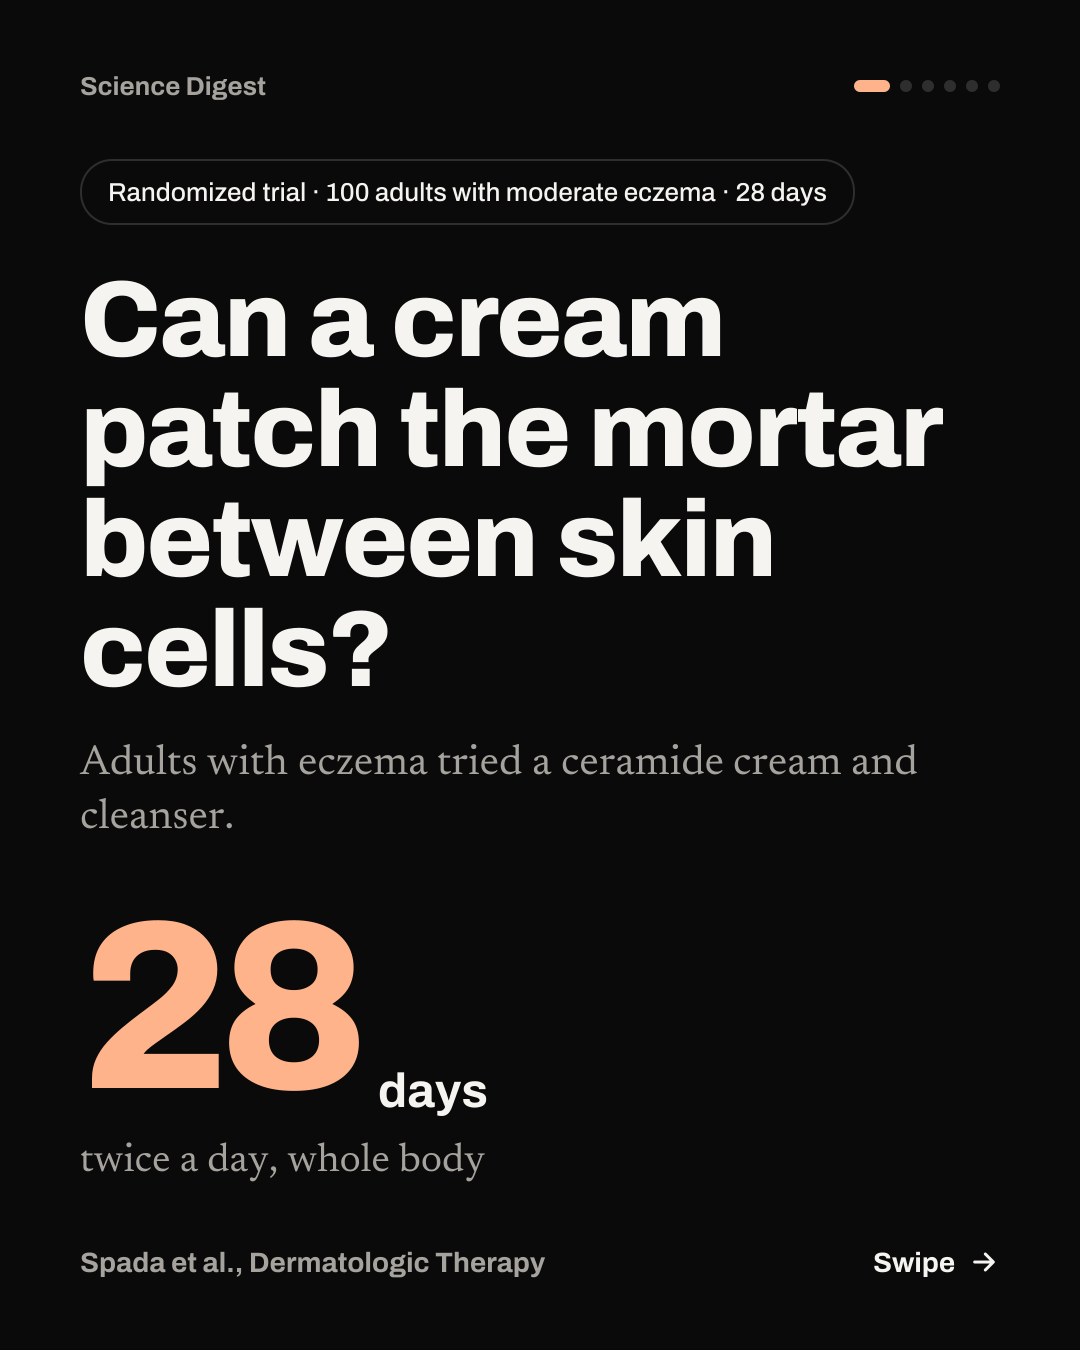 Science Digest
Randomized trial · 100 adults with moderate eczema · 28 days
Can a cream
patch the mortar
between skin
cells?
Adults with eczema tried a ceramide cream and
cleanser.
28 days
twice a day, whole body
Spada et al., Dermatologic Therapy
Swipe →